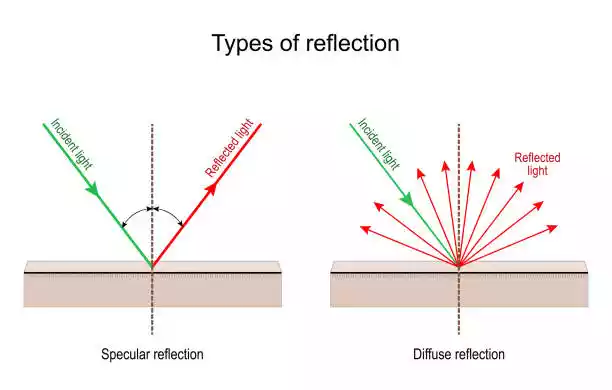 Types of reflection
Incident light
Reflected light
Incident light
Reflected
light
Specular reflection
Diffuse reflection